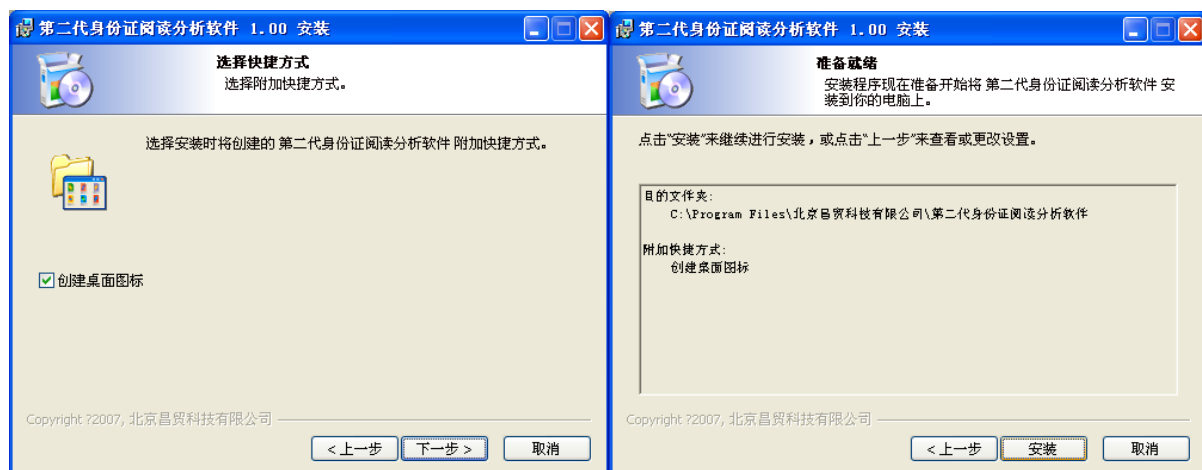 第二代身份证阅读分析软件 1.00 安装
选择快捷方式
选择附加快捷方式。
选择安装时将创建的 第二代身份证阅读分析软件 附加快捷方式。
创建桌面图标
Copyright ?2007, 北京昌贸科技有限公司
< 上一步
下一步 >
取消
第二代身份证阅读分析软件 1.00 安装
准备就绪
安装程序现在准备开始将 第二代身份证阅读分析软件 安
装到你的电脑上。
点击“安装”来继续进行安装，或点击“上一步”来查看或更改设置。
目的文件夹:
C:\Program Files\北京昌贸科技有限公司\第二代身份证阅读分析软件
附加快捷方式:
创建桌面图标
Copyright ?2007, 北京昌贸科技有限公司
< 上一步
安装
取消